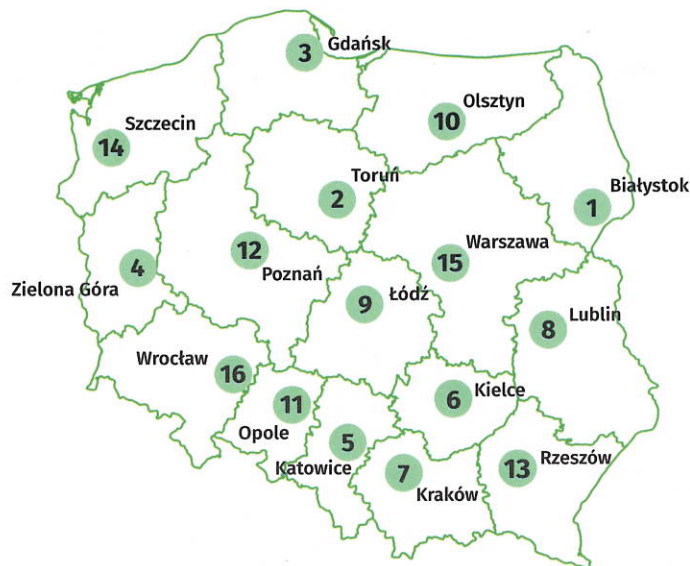 3
Gdańsk
Olsztyn
10
Szczecin
14
Toruń
2
Białystok
1
12
Poznań
Warszawa
15
4
Zielona Góra
9
Łódź
8
Lublin
Wrocław
16
11
Opole
6
Kielce
5
Katowice
7
Kraków
13
Rzeszów